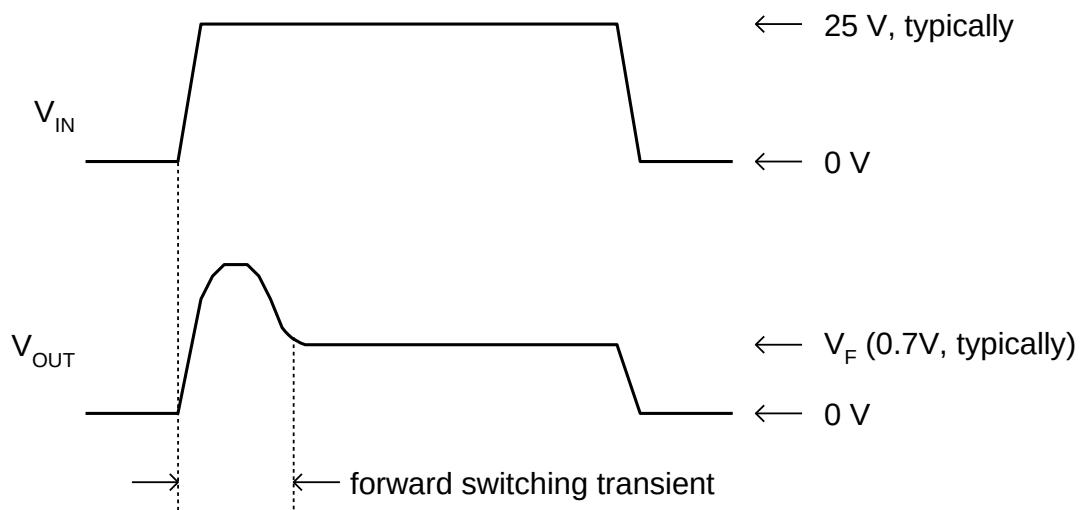 25 V, typically
V_IN
0 V
V_OUT
V_F (0.7V, typically)
0 V
forward switching transient